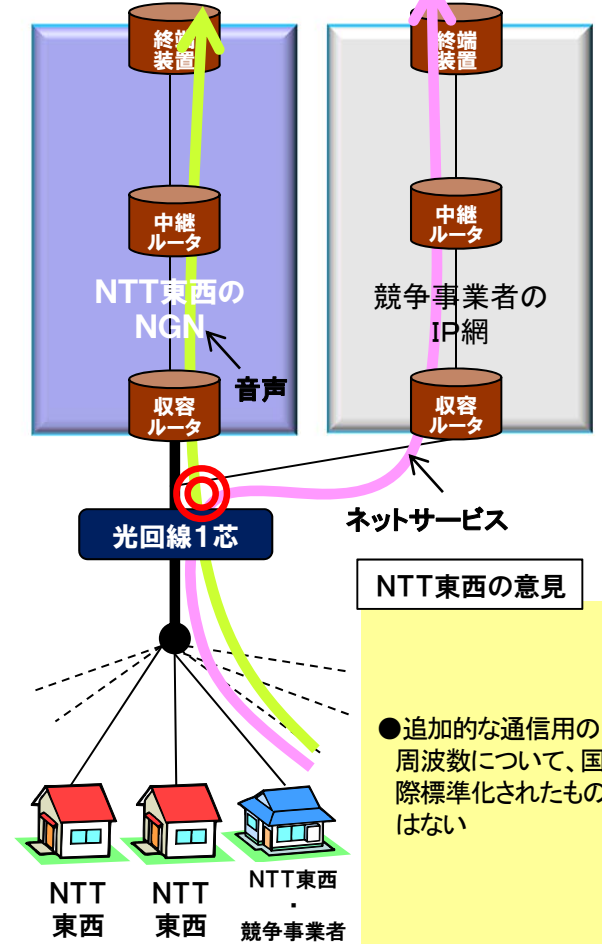 終端
装置
中継
ルータ
NTT東西の
NGN
音声
収容
ルータ
終端
装置
中継
ルータ
競争事業者の
IP網
収容
ルータ
ネットサービス
光回線1芯
NTT東西の意見
●追加的な通信用の
周波数について、国
際標準化されたもの
はない
NTT
東西
NTT
東西
NTT東西
・
競争事業者